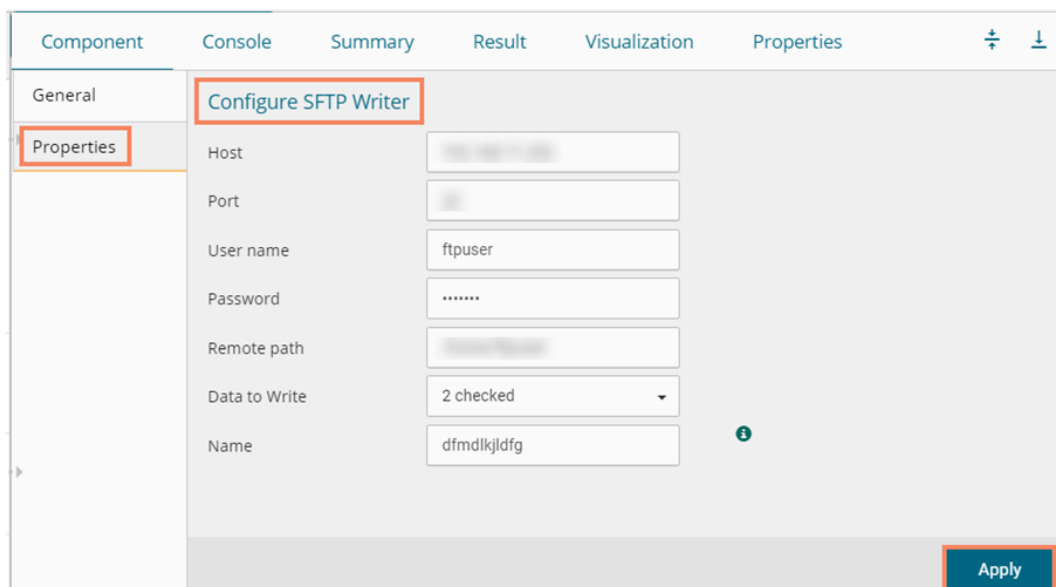 Component Console Summary Result Visualization Properties
General
Properties
Configure SFTP Writer
Host
Port
User name ftpuser
Password •••••••
Remote path
Data to Write 2 checked
Name dfmdlkjldfg
Apply